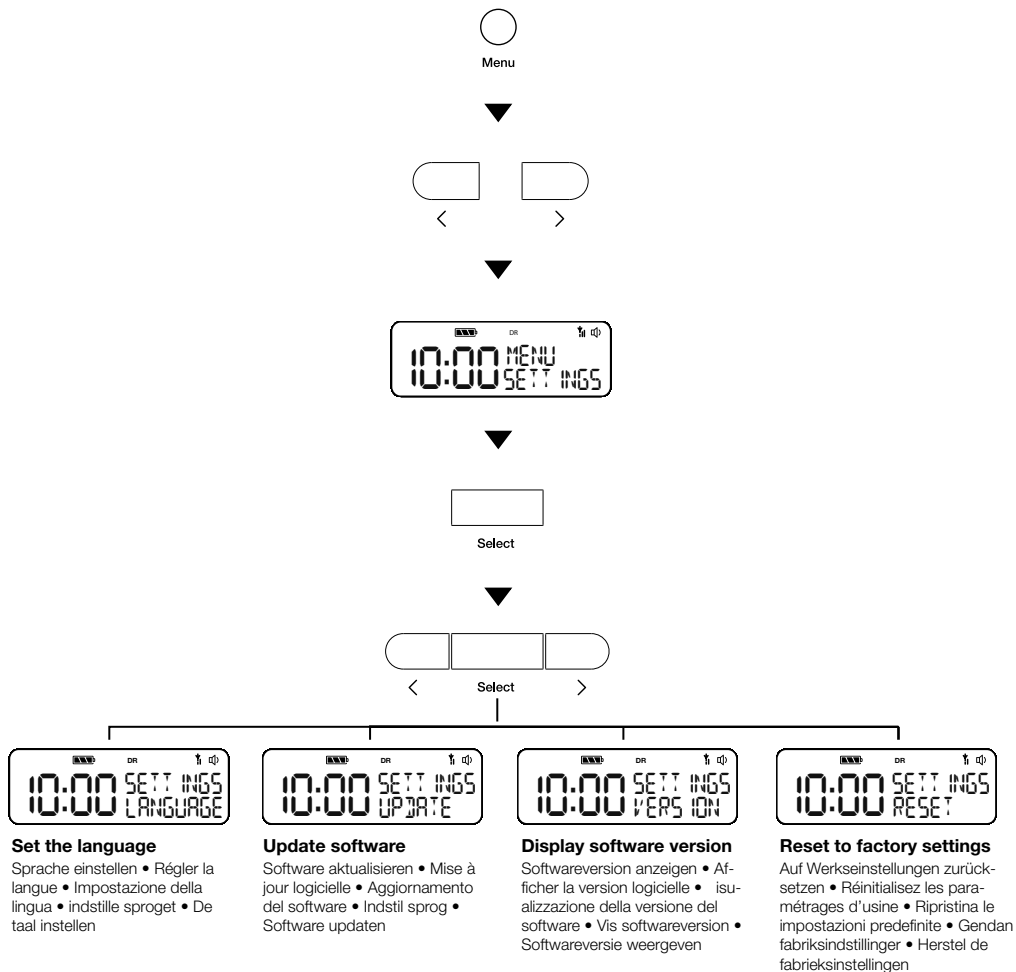 Menu
< >
DR
10:00 MENU
SETTINGS
Select
< Select >
DR
10:00 SETTINGS
LANGUAGE
Set the language
Sprache einstellen • Régler la
langue • Impostazione della
lingua • indstille sproget • De
taal instellen
DR
10:00 SETTINGS
UPDATE
Update software
Software aktualisieren • Mise à
jour logicielle • Aggiornamento
del software • Indstil sprog •
Software updaten
DR
10:00 SETTINGS
VERSION
Display software version
Softwareversion anzeigen • Af-
ficher la version logicielle • isu-
alizzazione della versione del
software • Vis softwareversion •
Softwareversie weergeven
DR
10:00 SETTINGS
RESET
Reset to factory settings
Auf Werkseinstellungen zurück-
setzen • Réinitialisez les para-
métrages d'usine • Ripristina le
impostazioni predefinite • Gendan
fabriksindstillinger • Herstel de
fabrieksinstellingen